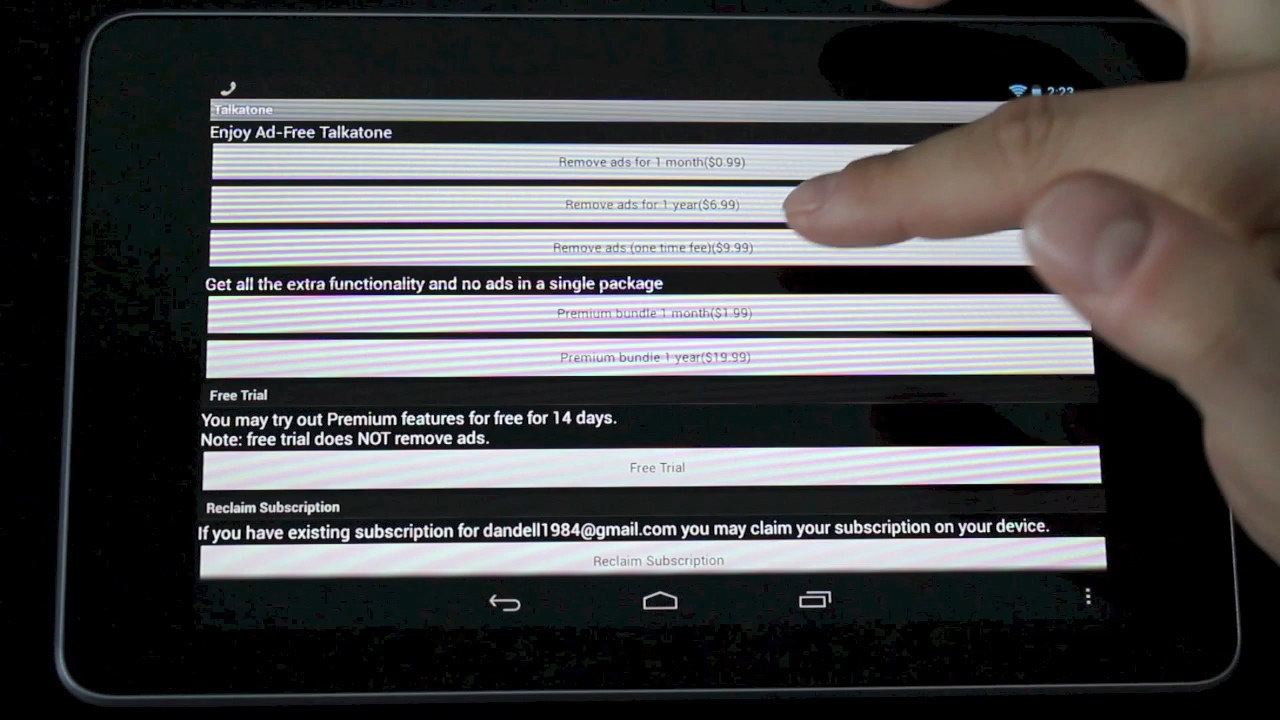 2:23
Talkatone
Enjoy Ad-Free Talkatone
Remove ads for 1 month($0.99)
Remove ads for 1 year($6.99)
Remove ads (one time fee)($9.99)
Get all the extra functionality and no ads in a single package
Premium bundle 1 month($1.99)
Premium bundle 1 year($19.99)
Free Trial
You may try out Premium features for free for 14 days.
Note: free trial does NOT remove ads.
Free Trial
Reclaim Subscription
If you have existing subscription for dandell1984@gmail.com you may claim your subscription on your device.
Reclaim Subscription